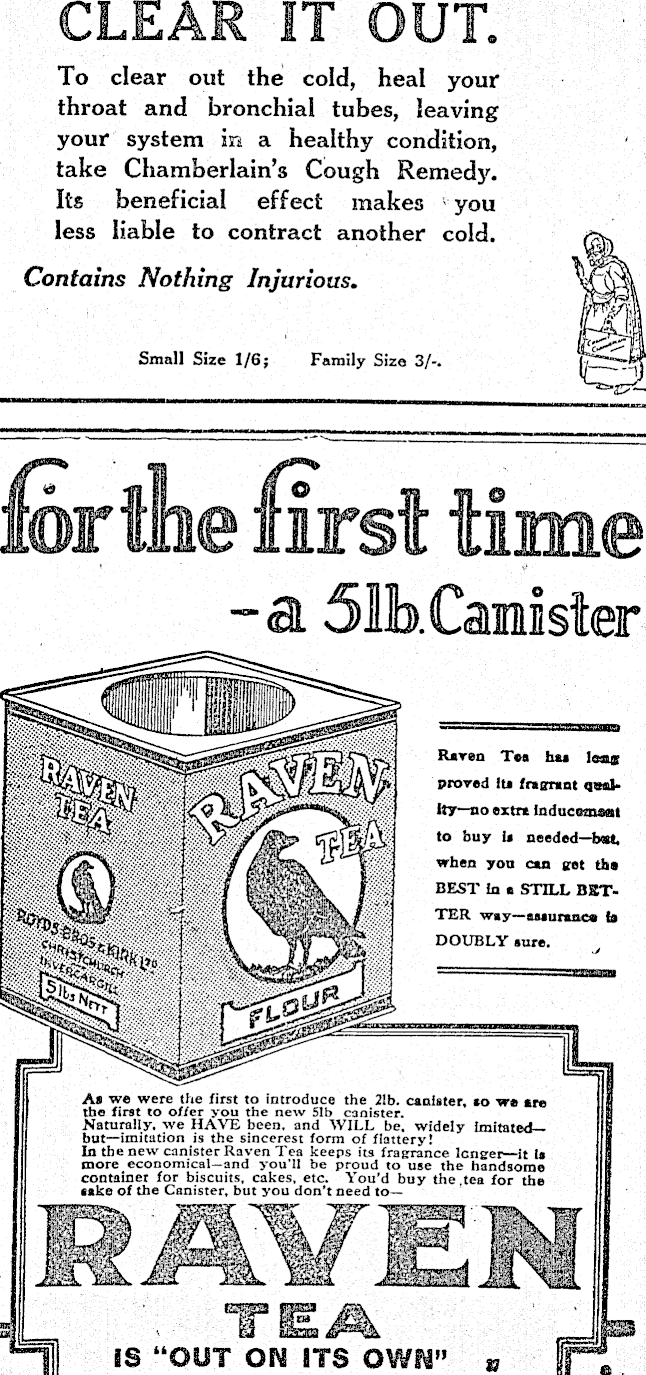 CLEAR IT OUT.
To clear out the cold, heal your
throat and bronchial tubes, leaving
your system in a healthy condition,
take Chamberlain's Cough Remedy.
Its beneficial effect makes you
less liable to contract another cold.
Contains Nothing Injurious.
Small Size 1/6; Family Size 3/-.
for the first time
-a 5lb. Canister
RAVEN
TEA
BOYDS BROS & KIRK LTD
CHRISTCHURCH
INVERCARGILL
5 lbs NETT
RAVEN
TEA
FLOUR
Raven Tea has long
proved its fragrant qual-
ity—no extra inducement
to buy is needed—but,
when you can get the
BEST in a STILL BET-
TER way—assurance is
DOUBLY sure.
As we were the first to introduce the 2lb. canister, so we are
the first to offer you the new 5lb canister.
Naturally, we HAVE been, and WILL be, widely imitated—
but—imitation is the sincerest form of flattery!
In the new canister Raven Tea keeps its fragrance longer—it is
more economical—and you'll be proud to use the handsome
container for biscuits, cakes, etc. You'd buy the tea for the
sake of the Canister, but you don't need to—
RAVEN
TEA
IS "OUT ON ITS OWN"